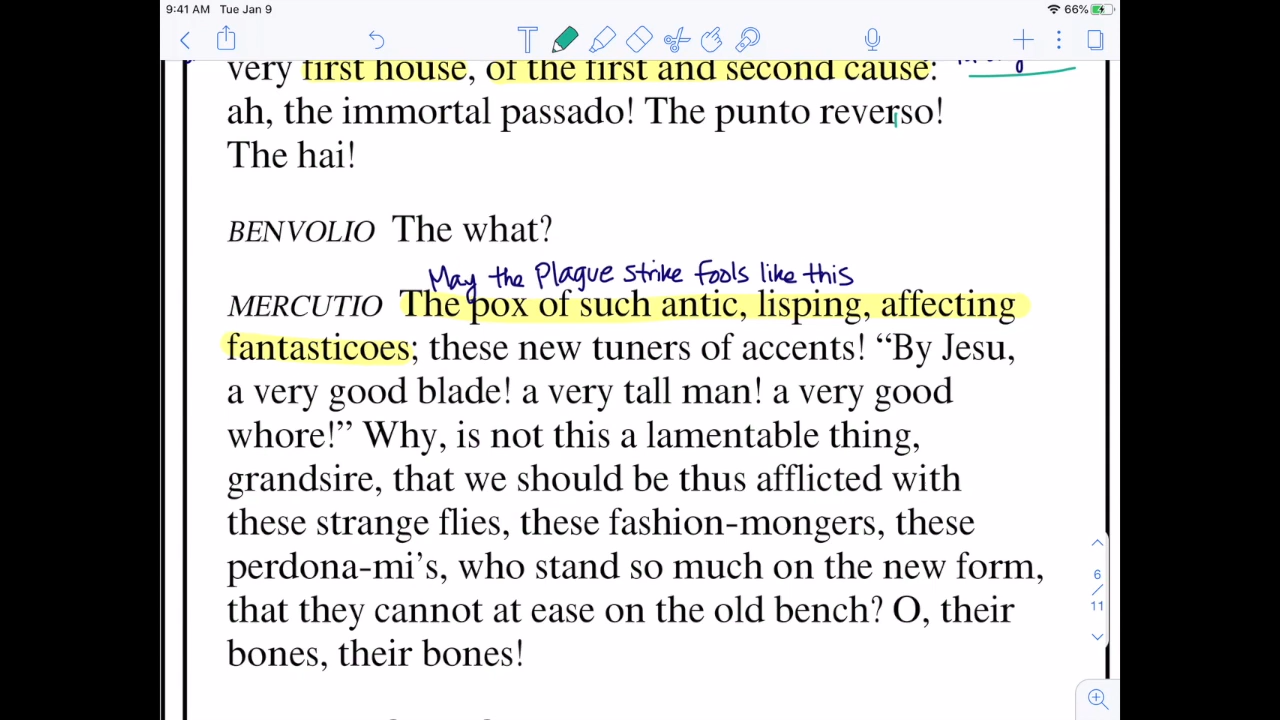 9:41 AM Tue Jan 9
66%
very first house, of the first and second cause:
ah, the immortal passado! The punto reverso!
The hai!
BENVOLIO The what?
May the Plague strike fools like this
MERCUTIO The pox of such antic, lisping, affecting
fantasticoes; these new tuners of accents! “By Jesu,
a very good blade! a very tall man! a very good
whore!” Why, is not this a lamentable thing,
grandsire, that we should be thus afflicted with
these strange flies, these fashion-mongers, these
perdona-mi’s, who stand so much on the new form,
that they cannot at ease on the old bench? O, their
bones, their bones!
6
/
11